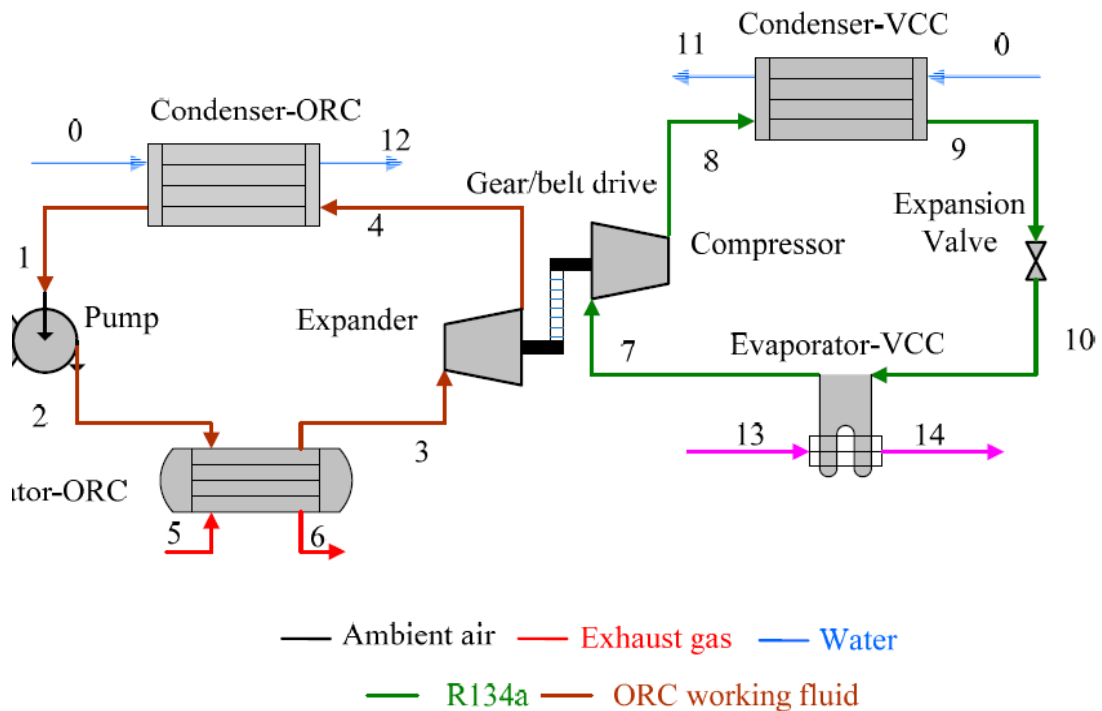 Condenser-VCC
11
0
Condenser-ORC
0
12
8
9
Gear/belt drive
Expansion
Valve
4
Compressor
1
Pump
Expander
7
Evaporator-VCC
10
2
3
13
14
ator-ORC
5
6
Ambient air
Exhaust gas
Water
R134a
ORC working fluid